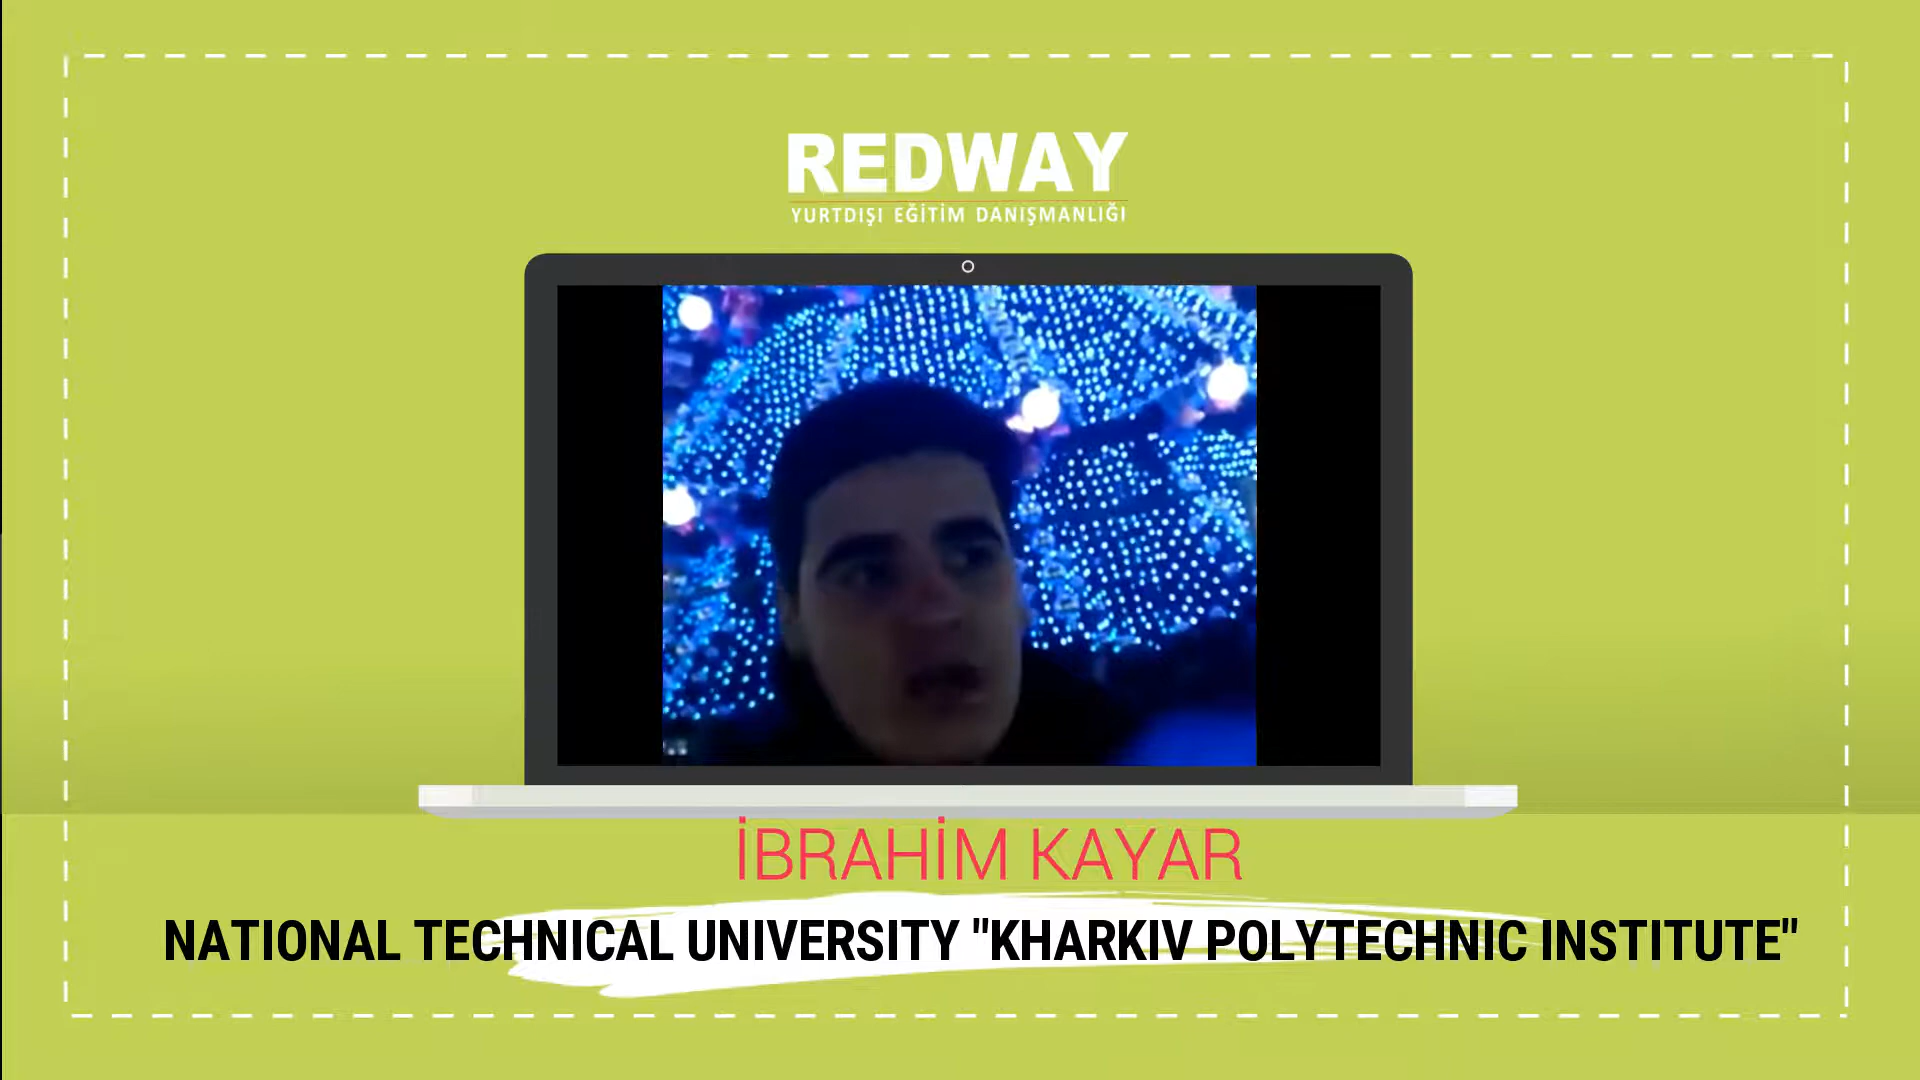 REDWAY
YURTDIŞI EĞİTİM DANIŞMANLIĞI
İBRAHİM KAYAR
NATIONAL TECHNICAL UNIVERSITY "KHARKIV POLYTECHNIC INSTITUTE"